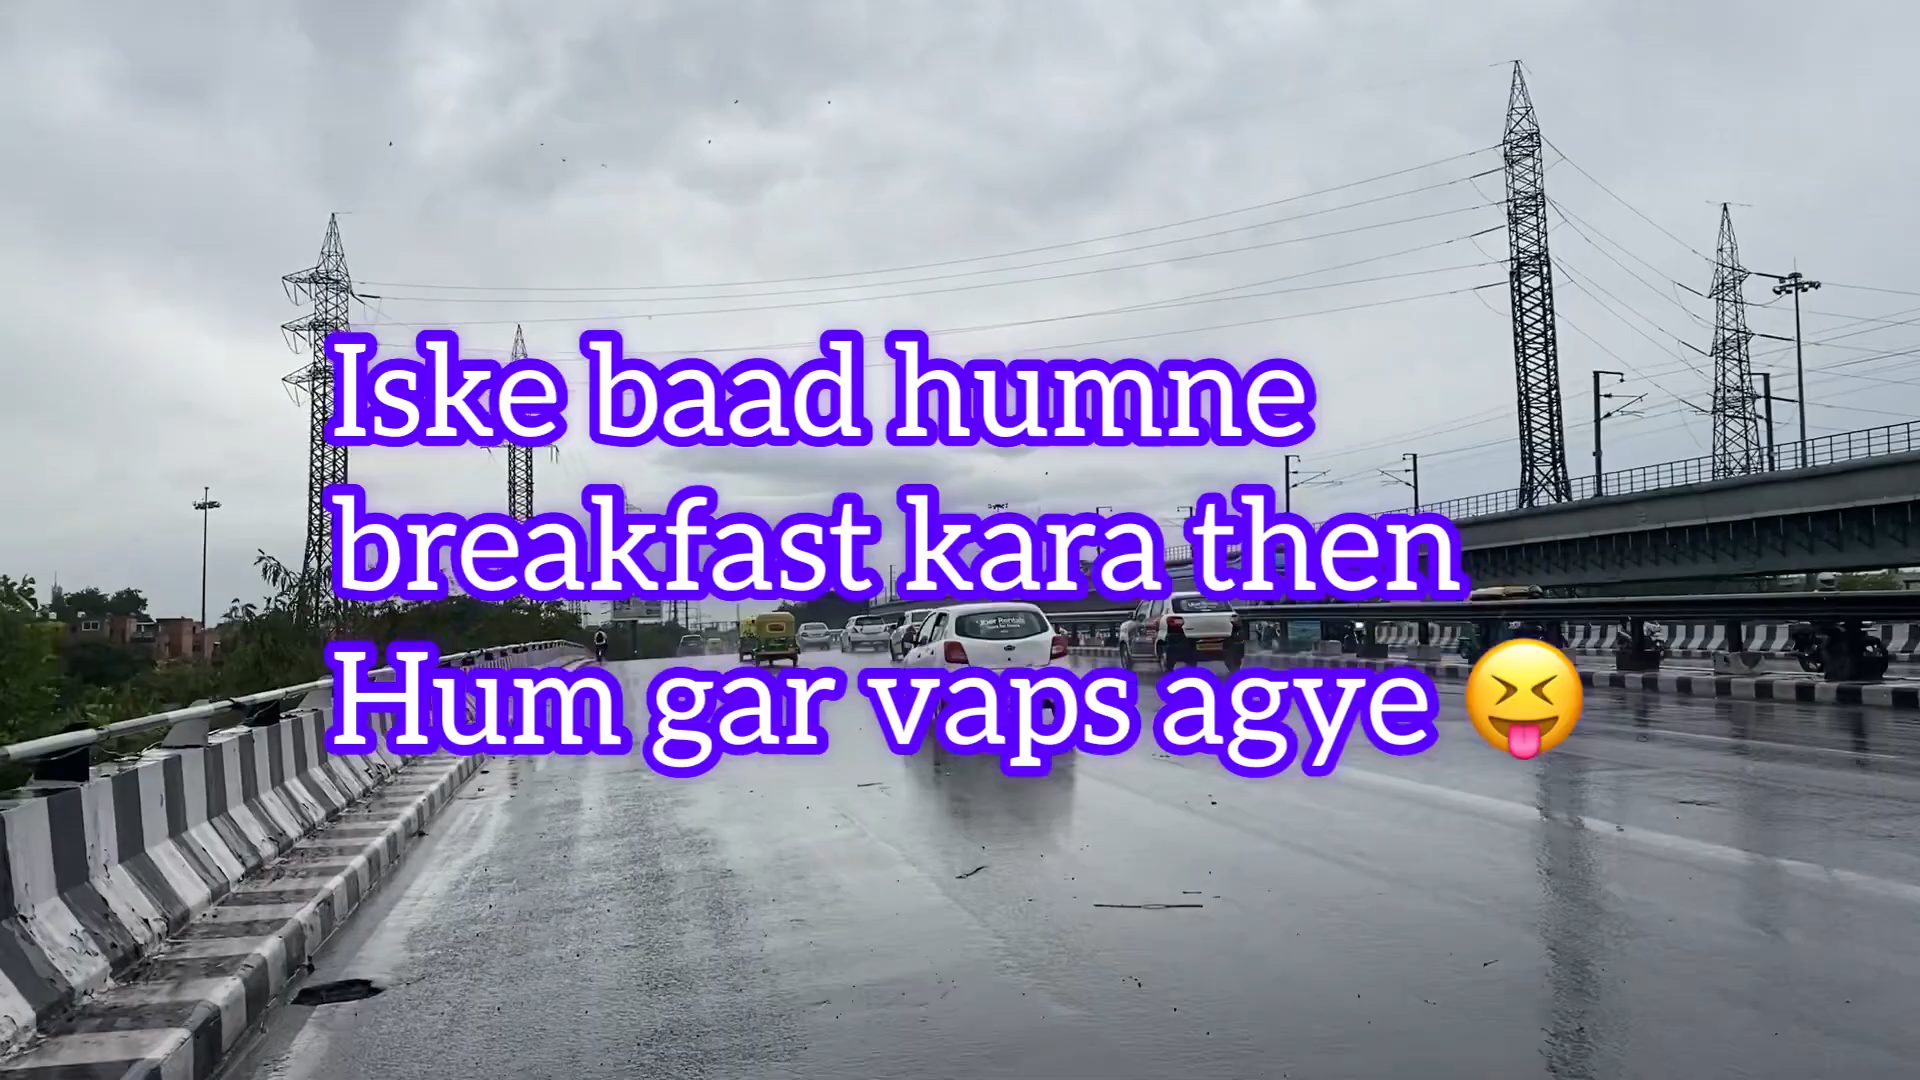 Iske baad humne
breakfast kara then
Hum gar vaps agye 😝